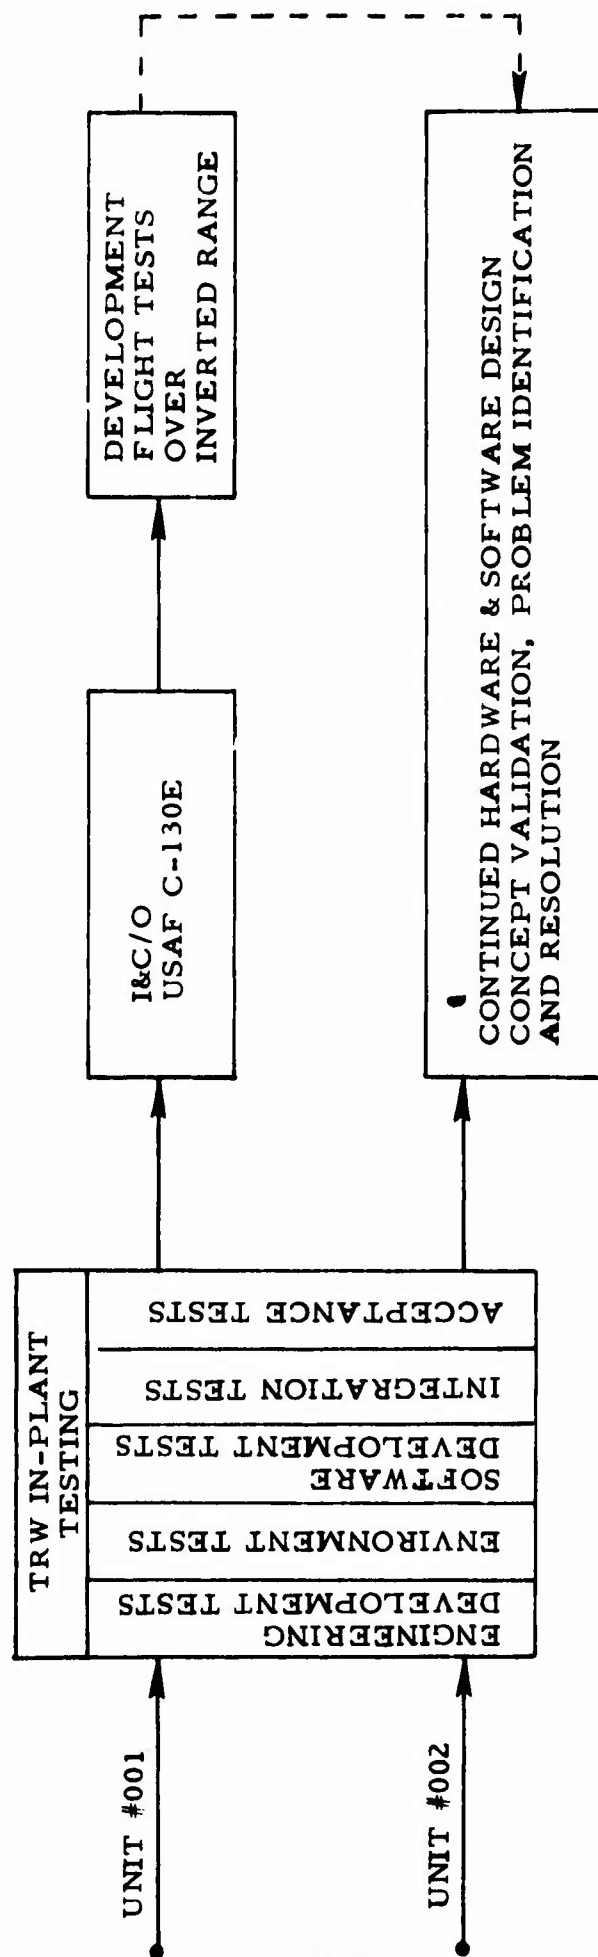 UNIT #001
UNIT #002
TRW IN-PLANT
TESTING
ENGINEERING
DEVELOPMENT TESTS
ENVIRONMENT TESTS
SOFTWARE
DEVELOPMENT TESTS
INTEGRATION TESTS
ACCEPTANCE TESTS
I&C/O
USAF C-130E
DEVELOPMENT
FLIGHT TESTS
OVER
INVERTED RANGE
CONTINUED HARDWARE & SOFTWARE DESIGN
CONCEPT VALIDATION, PROBLEM IDENTIFICATION
AND RESOLUTION